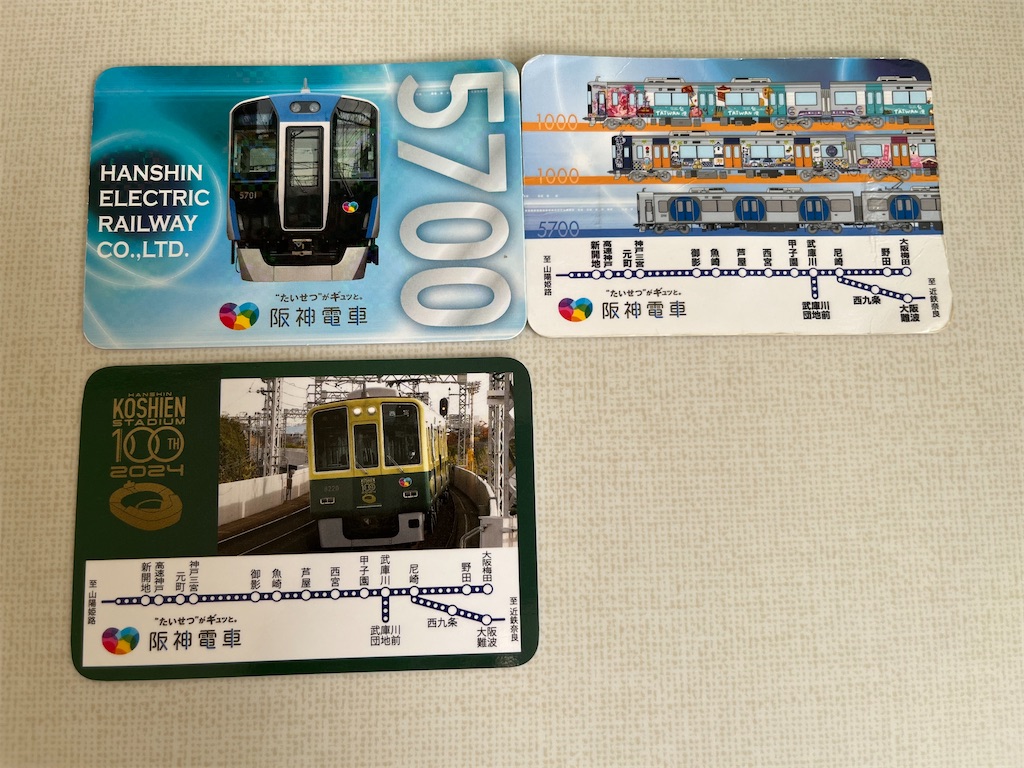 HANSHIN
ELECTRIC
RAILWAY
CO.,LTD.
5701
5700
“たいせつ”がギュッと。
阪神電車
TAIWAN
TAIWAN
1000
1000
5700
至山陽姫路
新開地
高速神戸
元町
神戸三宮
御影
魚崎
芦屋
西宮
甲子園
武庫川
尼崎
野田
大阪梅田
武庫川団地前
西九条
大阪難波
至近鉄奈良
“たいせつ”がギュッと。
阪神電車
HANSHIN
KOSHIEN
STADIUM
100TH
2024
KOSHIEN
100
至山陽姫路
新開地
高速神戸
元町
神戸三宮
御影
魚崎
芦屋
西宮
甲子園
武庫川
尼崎
野田
大阪梅田
武庫川
団地前
西九条
大阪
難波
至近鉄奈良
“たいせつ”がギュッと。
阪神電車